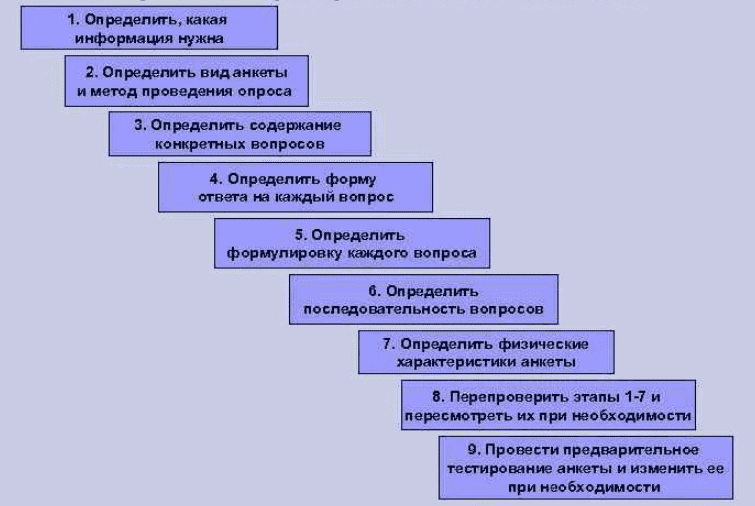 1. Определить, какая
информация нужна
2. Определить вид анкеты
и метод проведения опроса
3. Определить содержание
конкретных вопросов
4. Определить форму
ответа на каждый вопрос
5. Определить
формулировку каждого вопроса
6. Определить
последовательность вопросов
7. Определить физические
характеристики анкеты
8. Перепроверить этапы 1-7 и
пересмотреть их при необходимости
9. Провести предварительное
тестирование анкеты и изменить ее
при необходимости